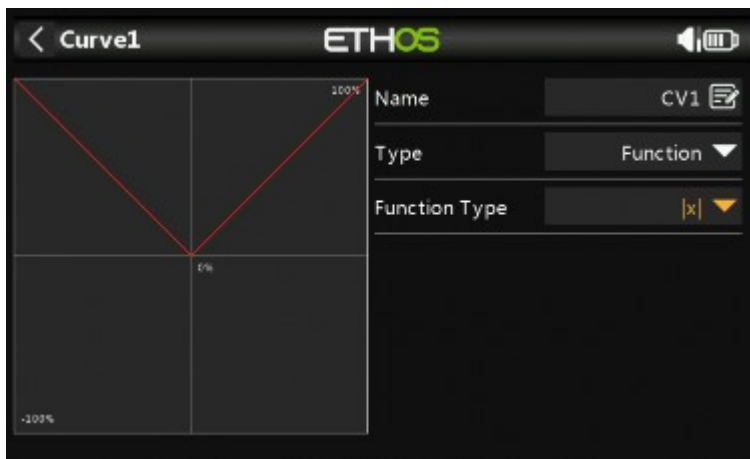 < Curve1
ETHOS
100%
0%
-100%
Name CV1
Type Function
Function Type |x|